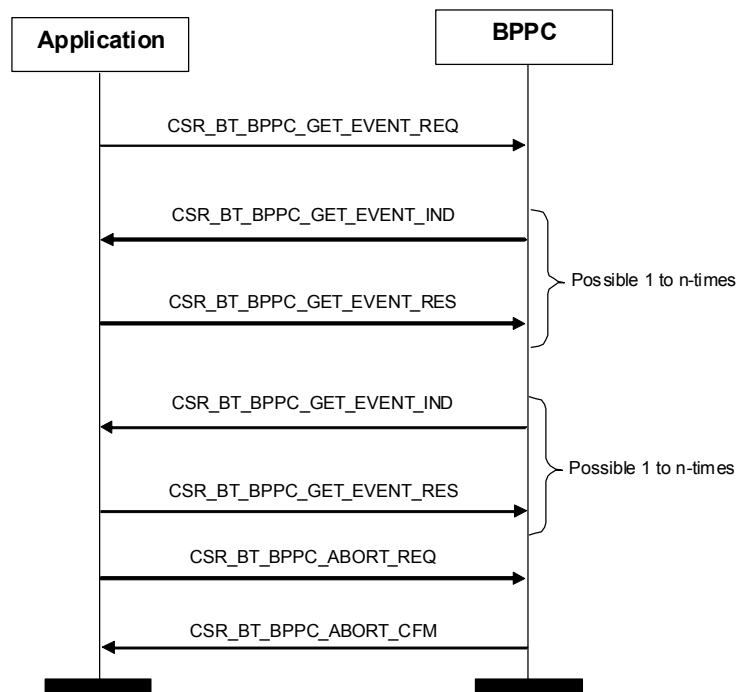 Application
BPPC
CSR_BT_BPPC_GET_EVENT_REQ
CSR_BT_BPPC_GET_EVENT_IND
Possible 1 to n-times
CSR_BT_BPPC_GET_EVENT_RES
CSR_BT_BPPC_GET_EVENT_IND
Possible 1 to n-times
CSR_BT_BPPC_GET_EVENT_RES
CSR_BT_BPPC_ABORT_REQ
CSR_BT_BPPC_ABORT_CFM